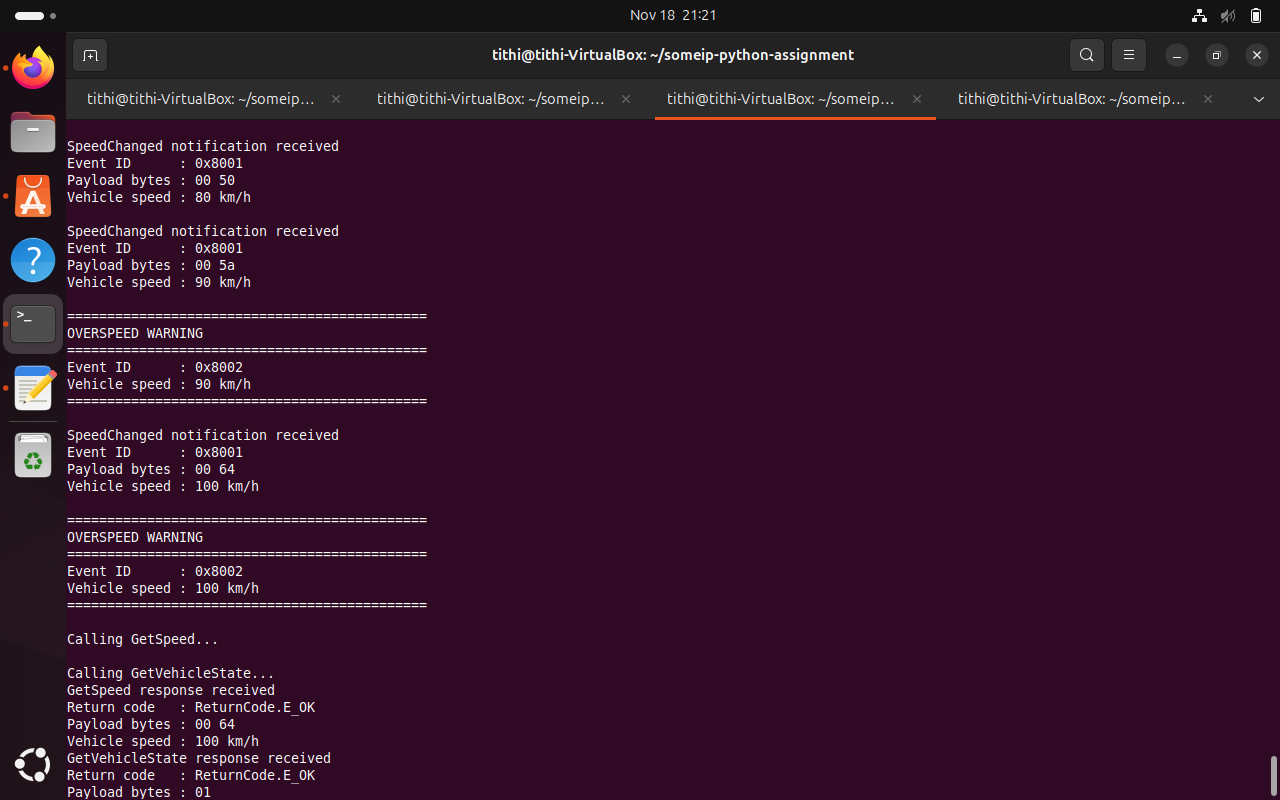 Nov 18 21:21
tithi@tithi-VirtualBox: ~/someip-python-assignment
tithi@tithi-VirtualBox: ~/someip... tithi@tithi-VirtualBox: ~/someip... tithi@tithi-VirtualBox: ~/someip... tithi@tithi-VirtualBox: ~/someip...
SpeedChanged notification received
Event ID      : 0x8001
Payload bytes : 00 50
Vehicle speed : 80 km/h
SpeedChanged notification received
Event ID      : 0x8001
Payload bytes : 00 5a
Vehicle speed : 90 km/h
=============================================
OVERSPEED WARNING
=============================================
Event ID      : 0x8002
Vehicle speed : 90 km/h
=============================================
SpeedChanged notification received
Event ID      : 0x8001
Payload bytes : 00 64
Vehicle speed : 100 km/h
=============================================
OVERSPEED WARNING
=============================================
Event ID      : 0x8002
Vehicle speed : 100 km/h
=============================================
Calling GetSpeed...
Calling GetVehicleState...
GetSpeed response received
Return code   : ReturnCode.E_OK
Payload bytes : 00 64
Vehicle speed : 100 km/h
GetVehicleState response received
Return code   : ReturnCode.E_OK
Payload bytes : 01